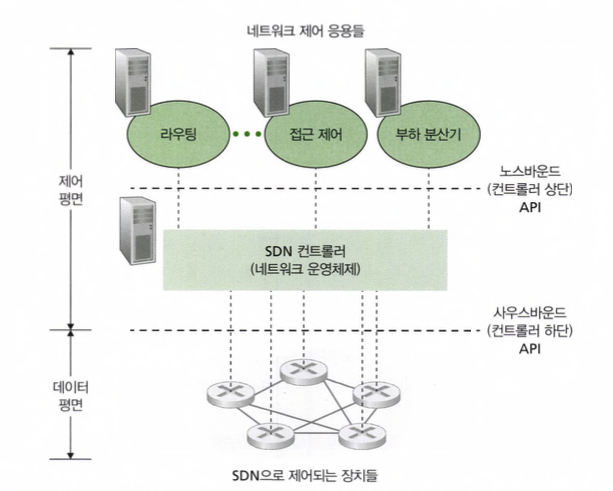 네트워크 제어 응용들
라우팅
접근 제어
부하 분산기
노스바운드
(컨트롤러 상단)
API
제어
평면
SDN 컨트롤러
(네트워크 운영체제)
사우스바운드
(컨트롤러 하단)
API
데이터
평면
SDN으로 제어되는 장치들